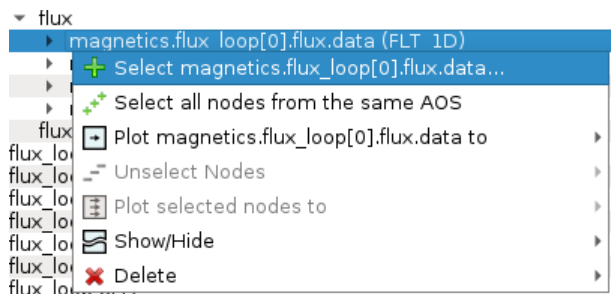 flux
magnetics.flux_loop[0].flux.data (FLT_1D)
Select magnetics.flux_loop[0].flux.data...
Select all nodes from the same AOS
flux
Plot magnetics.flux_loop[0].flux.data to
Unselect Nodes
Plot selected nodes to
Show/Hide
Delete